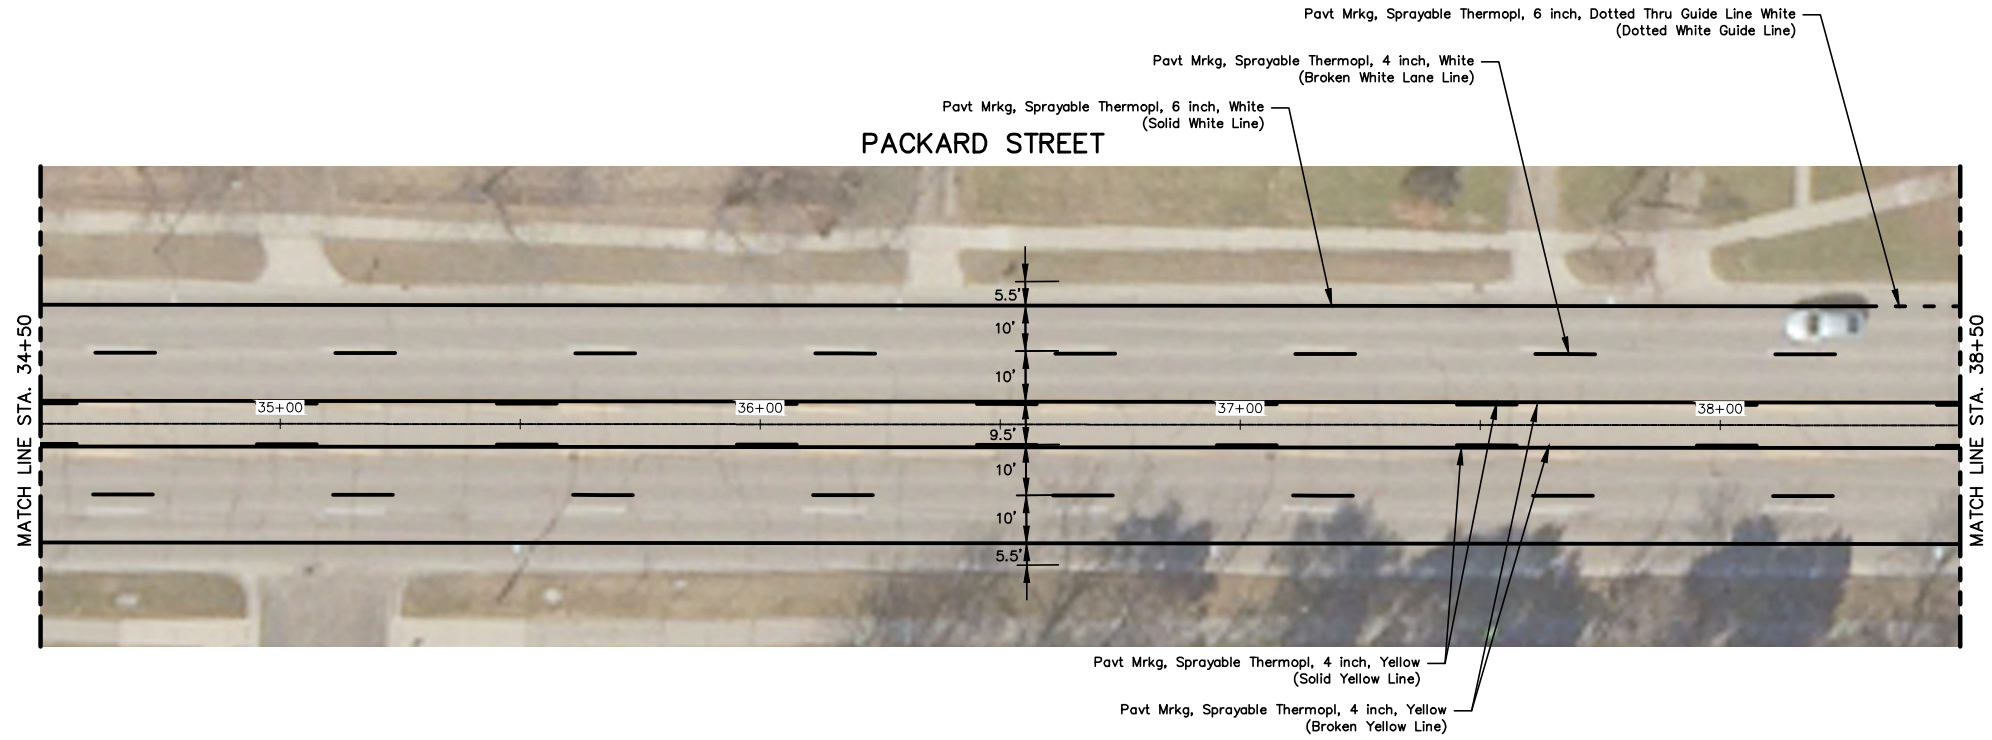 Pavt Mrkg, Sprayable Thermopl, 6 inch, Dotted Thru Guide Line White
(Dotted White Guide Line)
Pavt Mrkg, Sprayable Thermopl, 4 inch, White
(Broken White Lane Line)
Pavt Mrkg, Sprayable Thermopl, 6 inch, White
(Solid White Line)
PACKARD STREET
MATCH LINE STA. 34+50
5.5'
10'
10'
35+00
36+00
37+00
38+00
9.5'
10'
10'
5.5'
MATCH LINE STA. 38+50
Pavt Mrkg, Sprayable Thermopl, 4 inch, Yellow
(Solid Yellow Line)
Pavt Mrkg, Sprayable Thermopl, 4 inch, Yellow
(Broken Yellow Line)